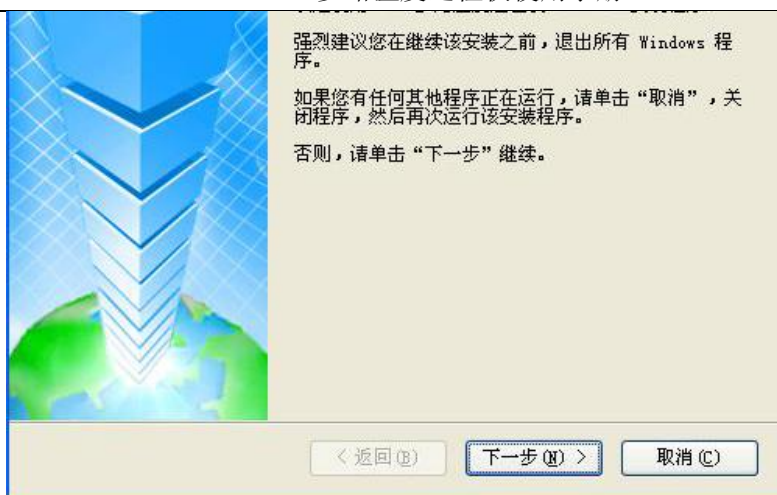 强烈建议您在继续该安装之前，退出所有 Windows 程
序。
如果您有任何其他程序正在运行，请单击“取消”，关
闭程序，然后再次运行该安装程序。
否则，请单击“下一步”继续。
< 返回(B)
下一步(N) >
取消(C)